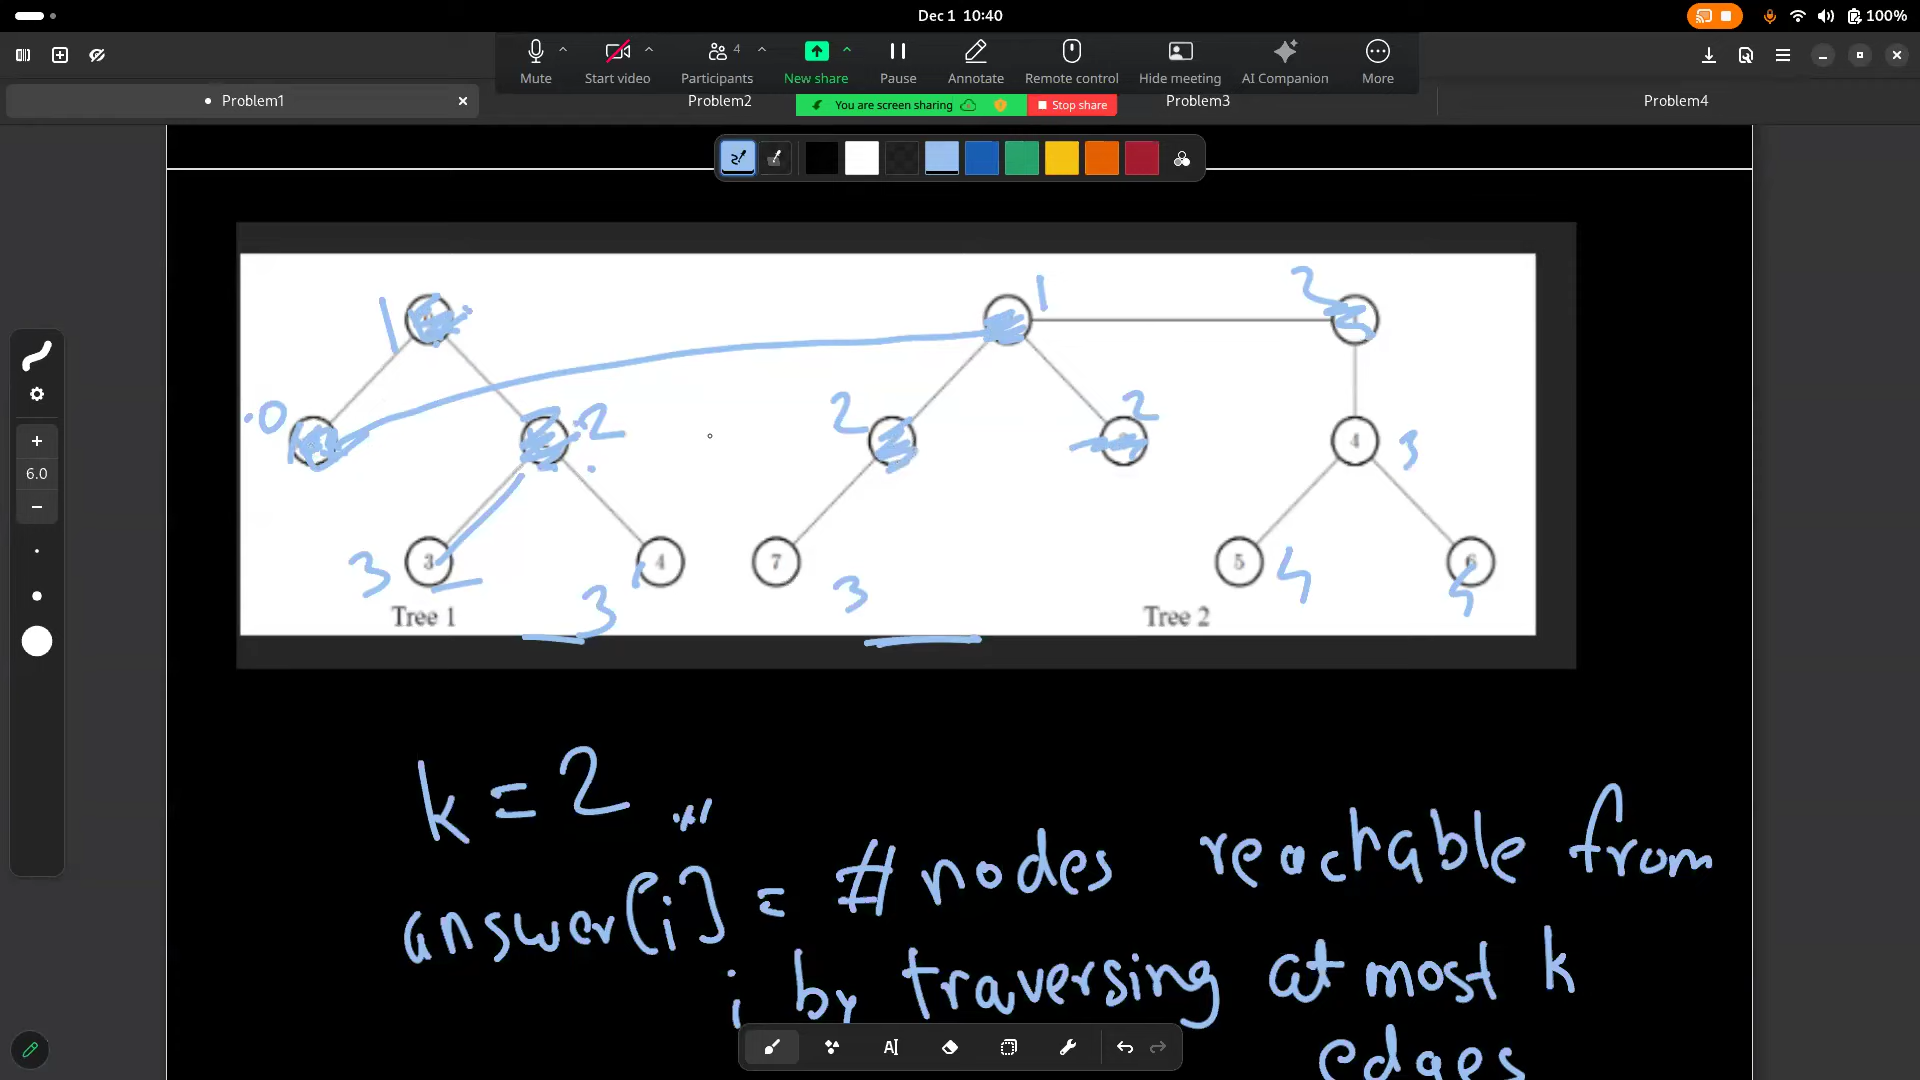 Dec 1 10:40
100%
Mute
Start video
4
Participants
New share
Pause
Annotate
Remote control
Hide meeting
AI Companion
More
Problem1
Problem2
You are screen sharing
Stop share
Problem3
Problem4
1
1
2
0
2
2
2
4
3
3
3
4
3
7
3
5
4
6
4
Tree 1
Tree 2
6.0
k = 2
answer[i] = # nodes reachable from
i by traversing at most k
edges